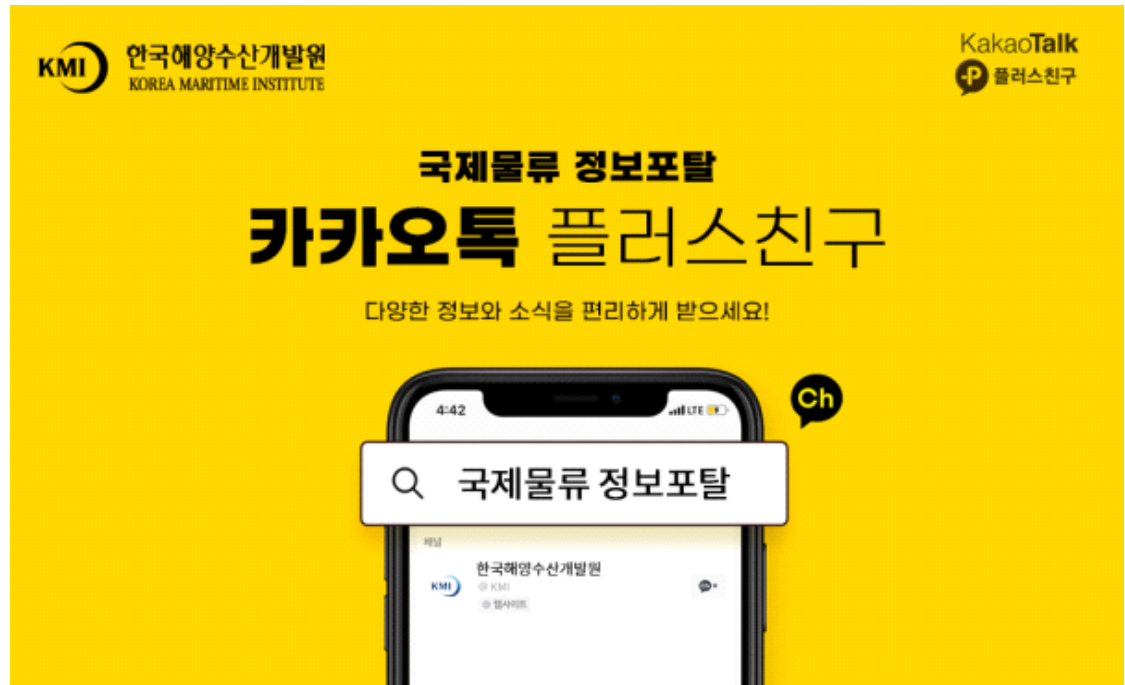 KMI 한국해양수산개발원
KOREA MARITIME INSTITUTE
KakaoTalk
P 플러스친구
국제물류 정보포탈
카카오톡 플러스친구
다양한 정보와 소식을 편리하게 받으세요!
4:42
LTE
Ch
국제물류 정보포탈
채널
한국해양수산개발원
KMI
@ KMI
웹사이트